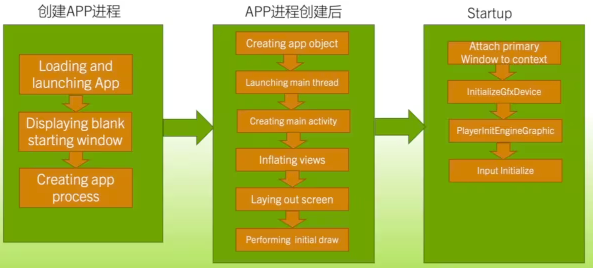 创建APP进程
Loading and
launching App
Displaying blank
starting window
Creating app
process
APP进程创建后
Creating app object
Launching main thread
Creating main activity
Inflating views
Laying out screen
Performing initial draw
Startup
Attach primary
Window to context
InitializeGfxDevice
PlayerInitEngineGraphic
Input Initialize